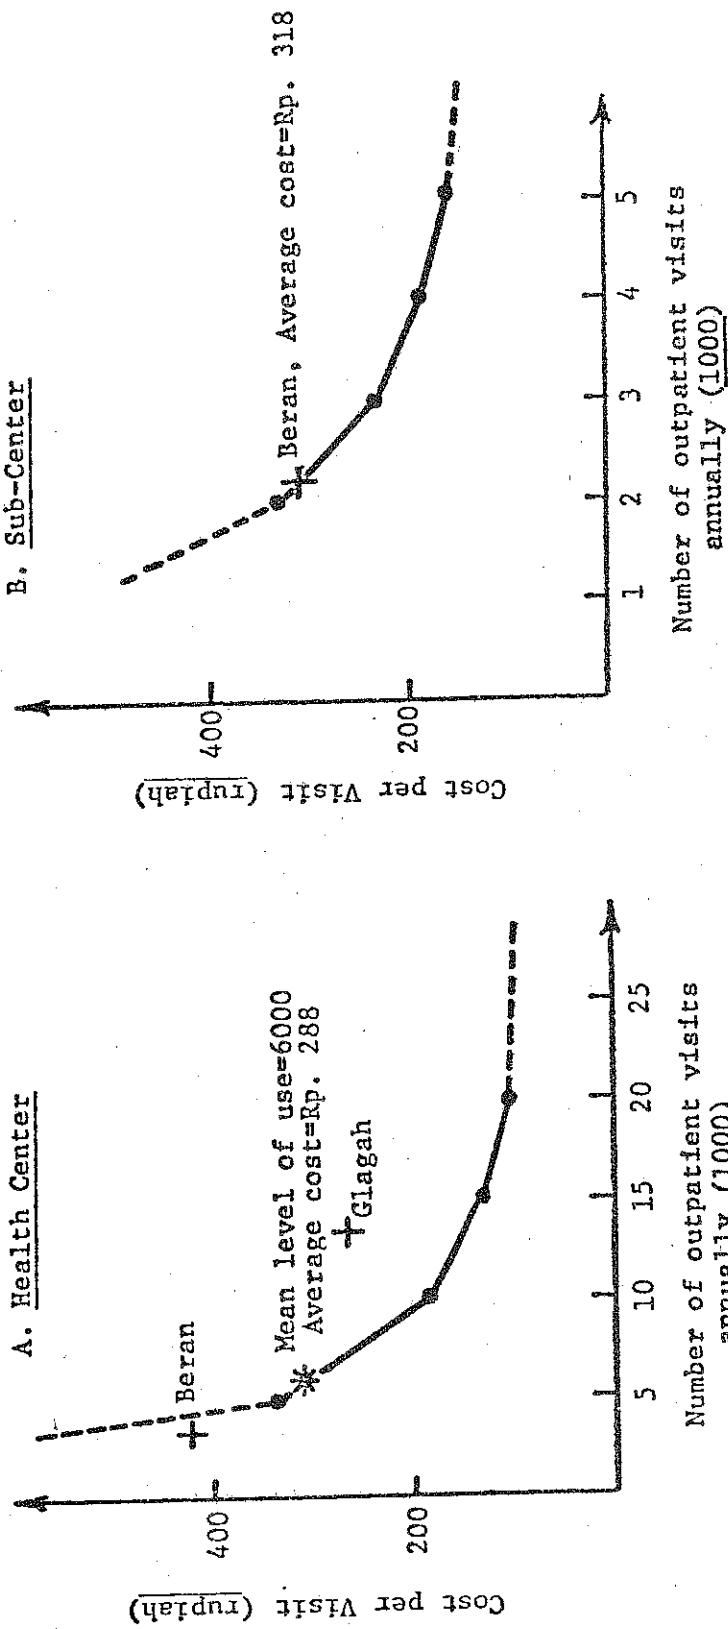 A. Health Center
Cost per Visit (rupiah)
400
200
Beran
Mean level of use=6000
Average cost=Rp. 288
Glagah
5 10 15 20 25
Number of outpatient visits
annually (1000)
B. Sub-Center
Cost per Visit (rupiah)
400
200
Beran, Average cost=Rp. 318
1 2 3 4 5
Number of outpatient visits
annually (1000)